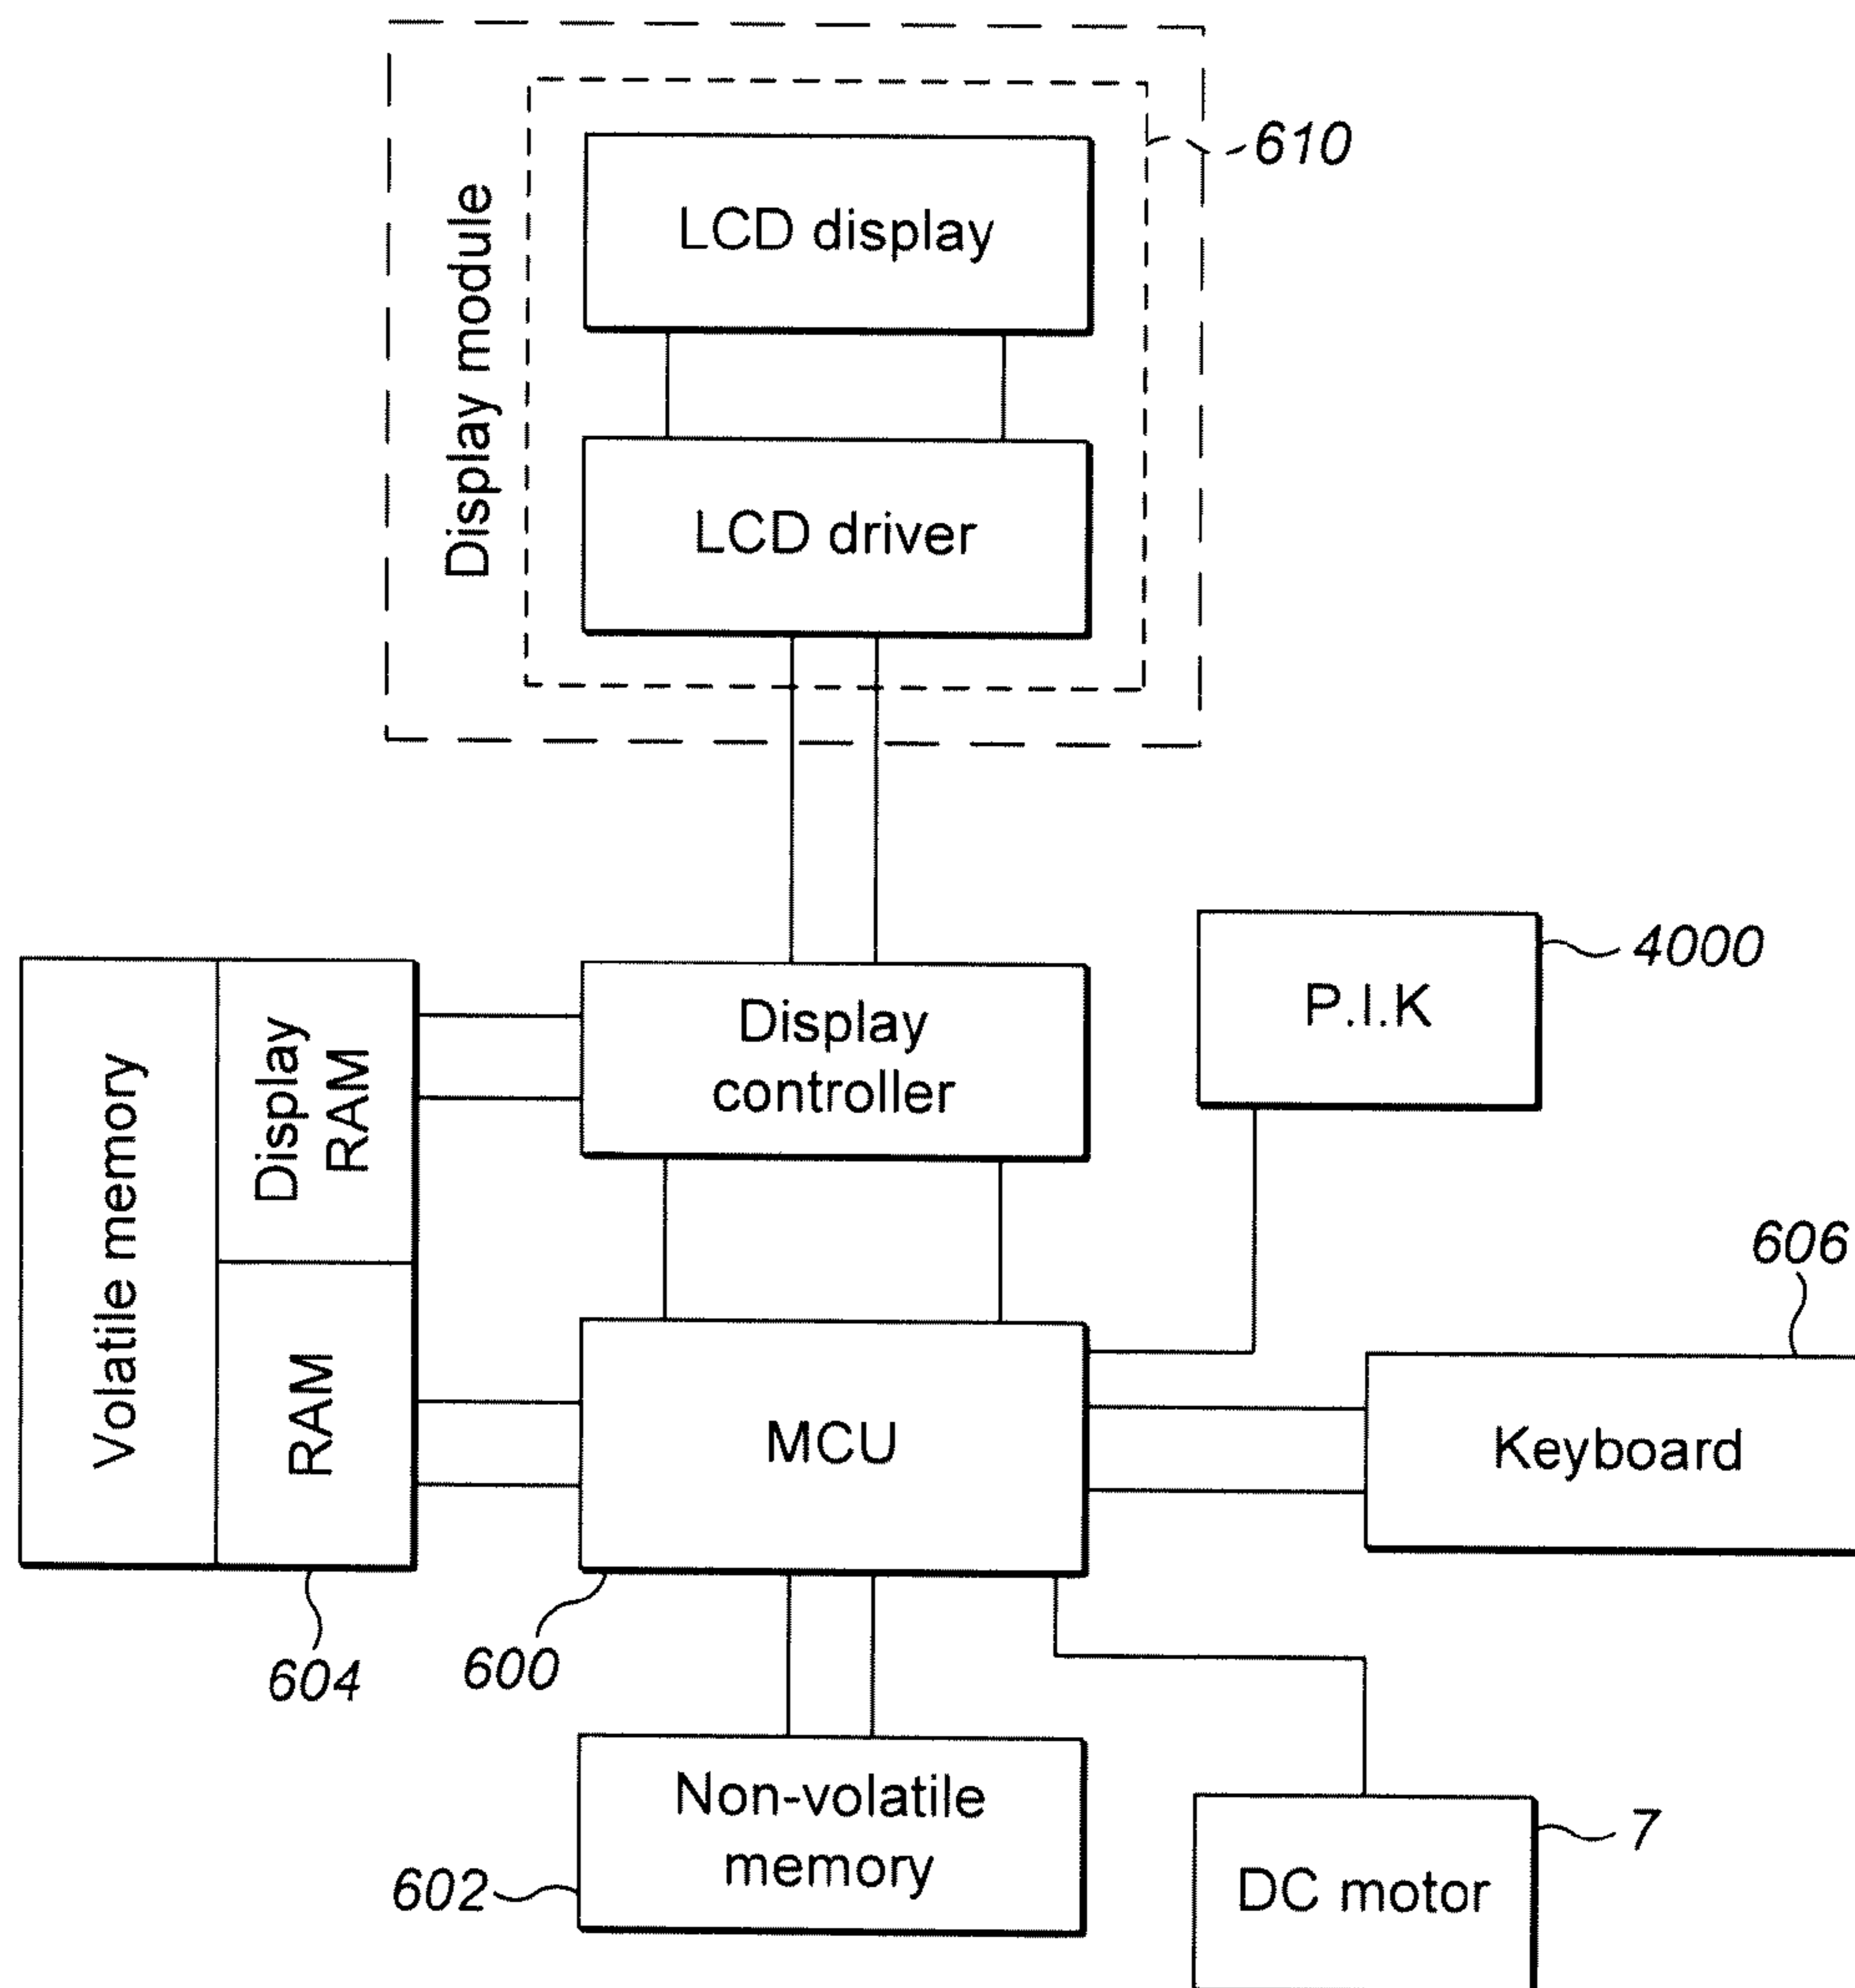 610
LCD display
Display module
LCD driver
4000
P.I.K
Display
controller
Volatile memory
Display
RAM
606
RAM
MCU
Keyboard
604
600
Non-volatile
memory
602
7
DC motor